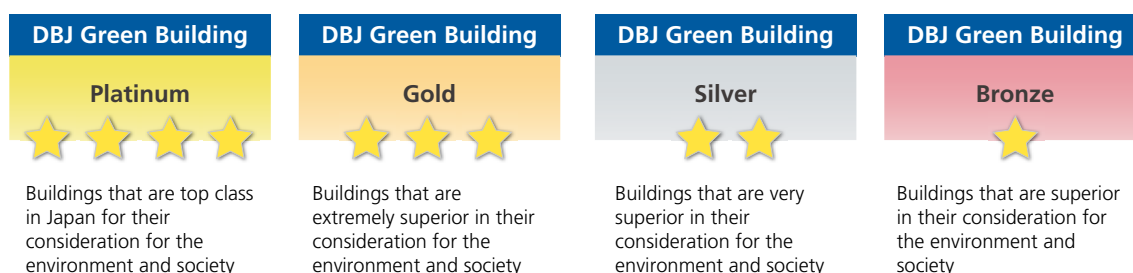 DBJ Green Building
Platinum
Buildings that are top class
in Japan for their
consideration for the
environment and society
DBJ Green Building
Gold
Buildings that are
extremely superior in their
consideration for the
environment and society
DBJ Green Building
Silver
Buildings that are very
superior in their
consideration for the
environment and society
DBJ Green Building
Bronze
Buildings that are superior
in their consideration for
the environment and
society